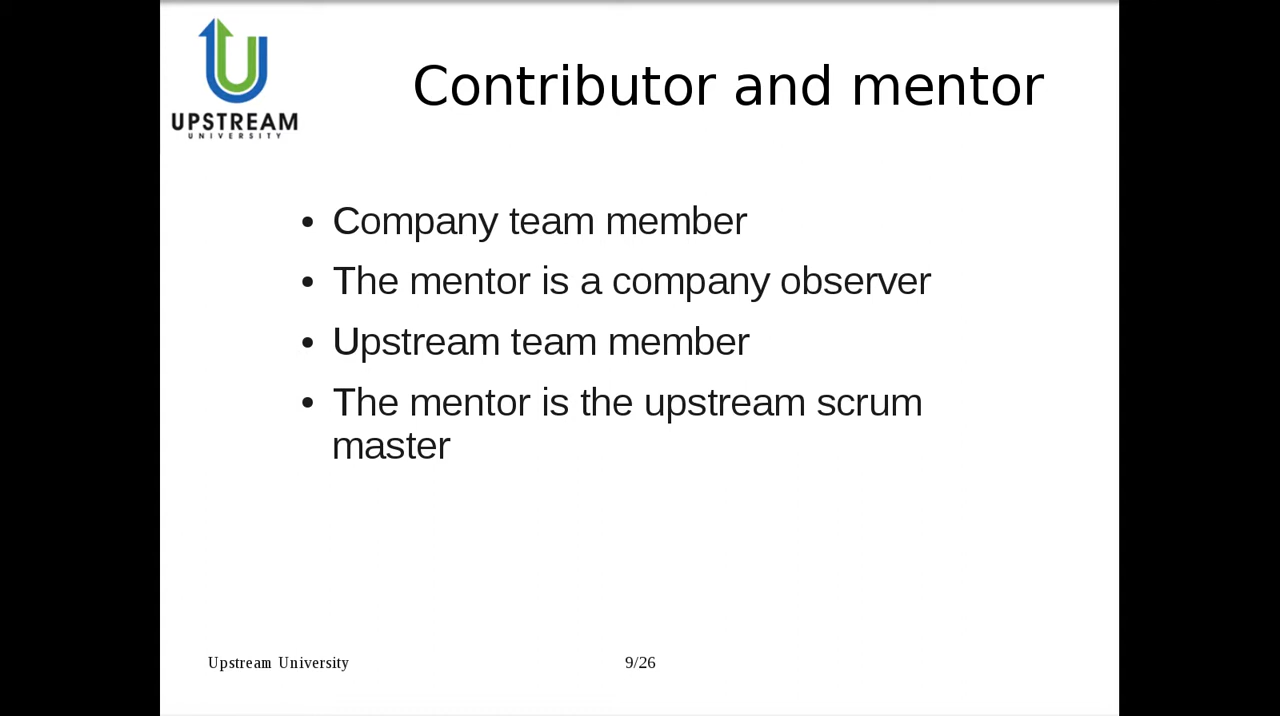 UPSTREAM
UNIVERSITY
Contributor and mentor
• Company team member
• The mentor is a company observer
• Upstream team member
• The mentor is the upstream scrum
master
Upstream University
9/26